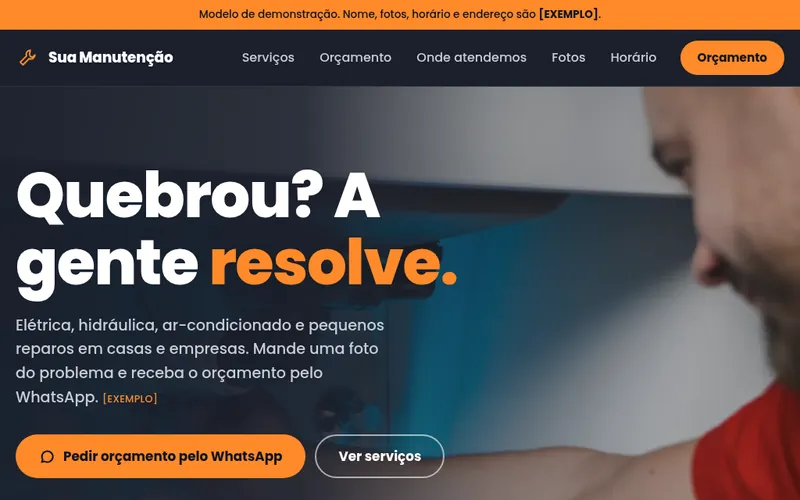 Modelo de demonstração. Nome, fotos, horário e endereço são [EXEMPLO].
Sua Manutenção
Serviços
Orçamento
Onde atendemos
Fotos
Horário
Orçamento
Quebrou? A
gente resolve.
Elétrica, hidráulica, ar-condicionado e pequenos
reparos em casas e empresas. Mande uma foto
do problema e receba o orçamento pelo
WhatsApp. [EXEMPLO]
Pedir orçamento pelo WhatsApp
Ver serviços